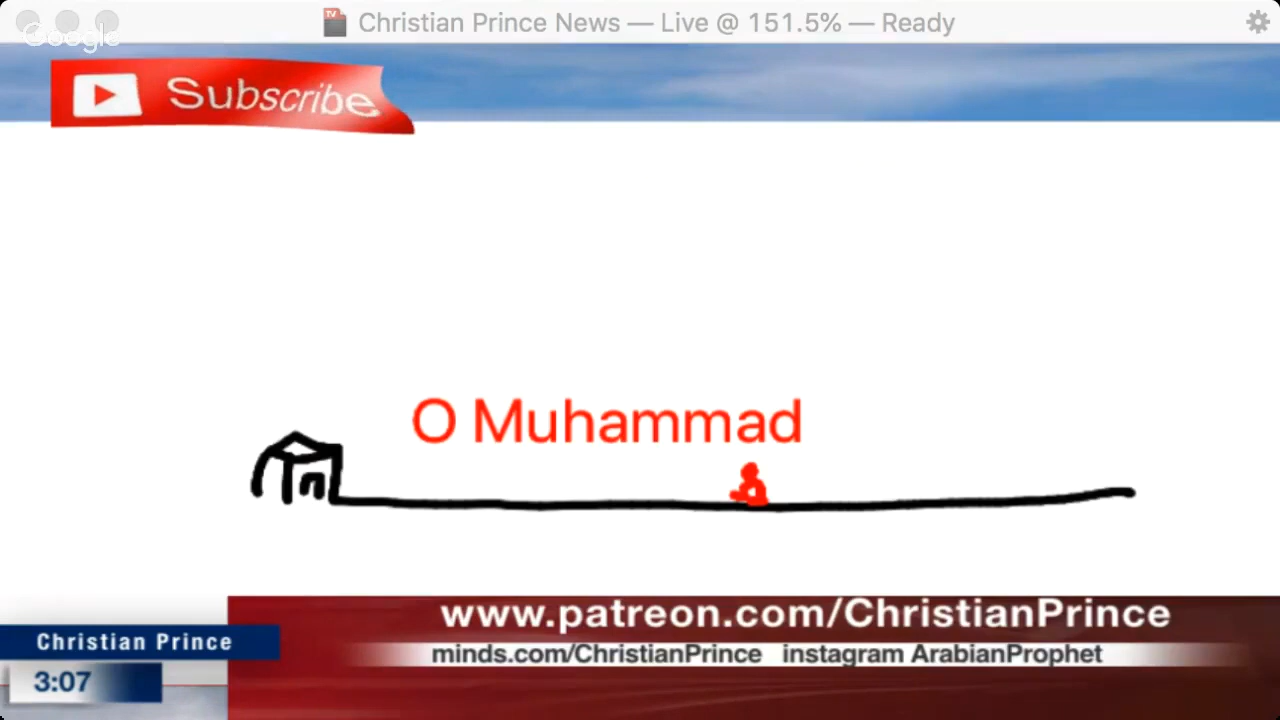 Christian Prince News — Live @ 151.5% — Ready
Google
TV
Subscribe
O Muhammad
www.patreon.com/ChristianPrince
Christian Prince
minds.com/ChristianPrince instagram ArabianProphet
3:07